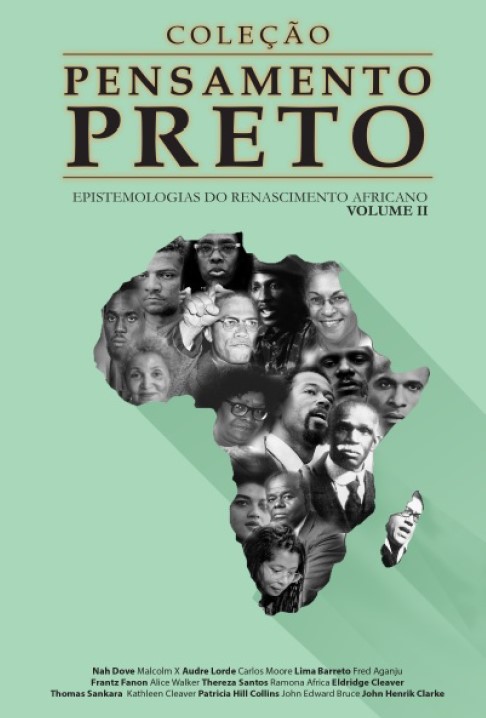 COLEÇÃO
PENSAMENTO
PRETO
EPISTEMOLOGIAS DO RENASCIMENTO AFRICANO
VOLUME II
Nah Dove Malcolm X Audre Lorde Carlos Moore Lima Barreto Fred Aganju
Frantz Fanon Alice Walker Thereza Santos Ramona Africa Eldridge Cleaver
Thomas Sankara Kathleen Cleaver Patricia Hill Collins John Edward Bruce John Henrik Clarke